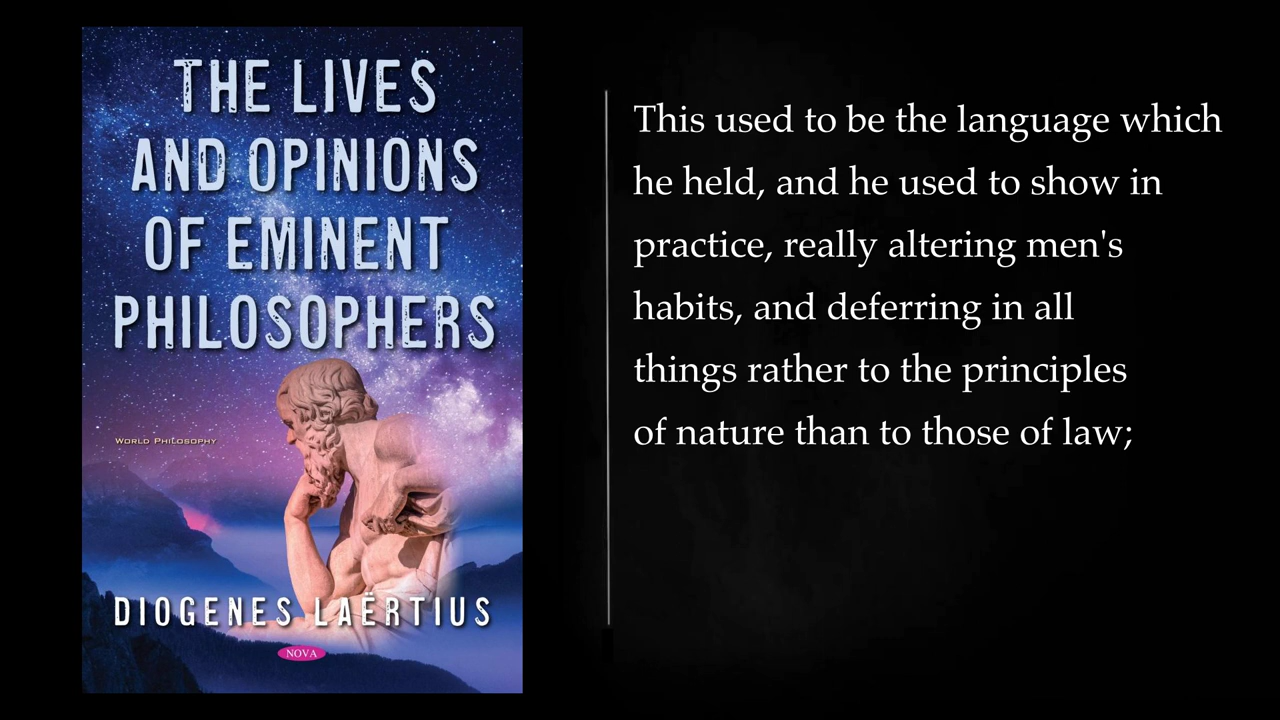 THE LIVES
AND OPINIONS
OF EMINENT
PHILOSOPHERS
WORLD PHILOSOPHY
DIOGENES LAËRTIUS
NOVA
This used to be the language which
he held, and he used to show in
practice, really altering men's
habits, and deferring in all
things rather to the principles
of nature than to those of law;